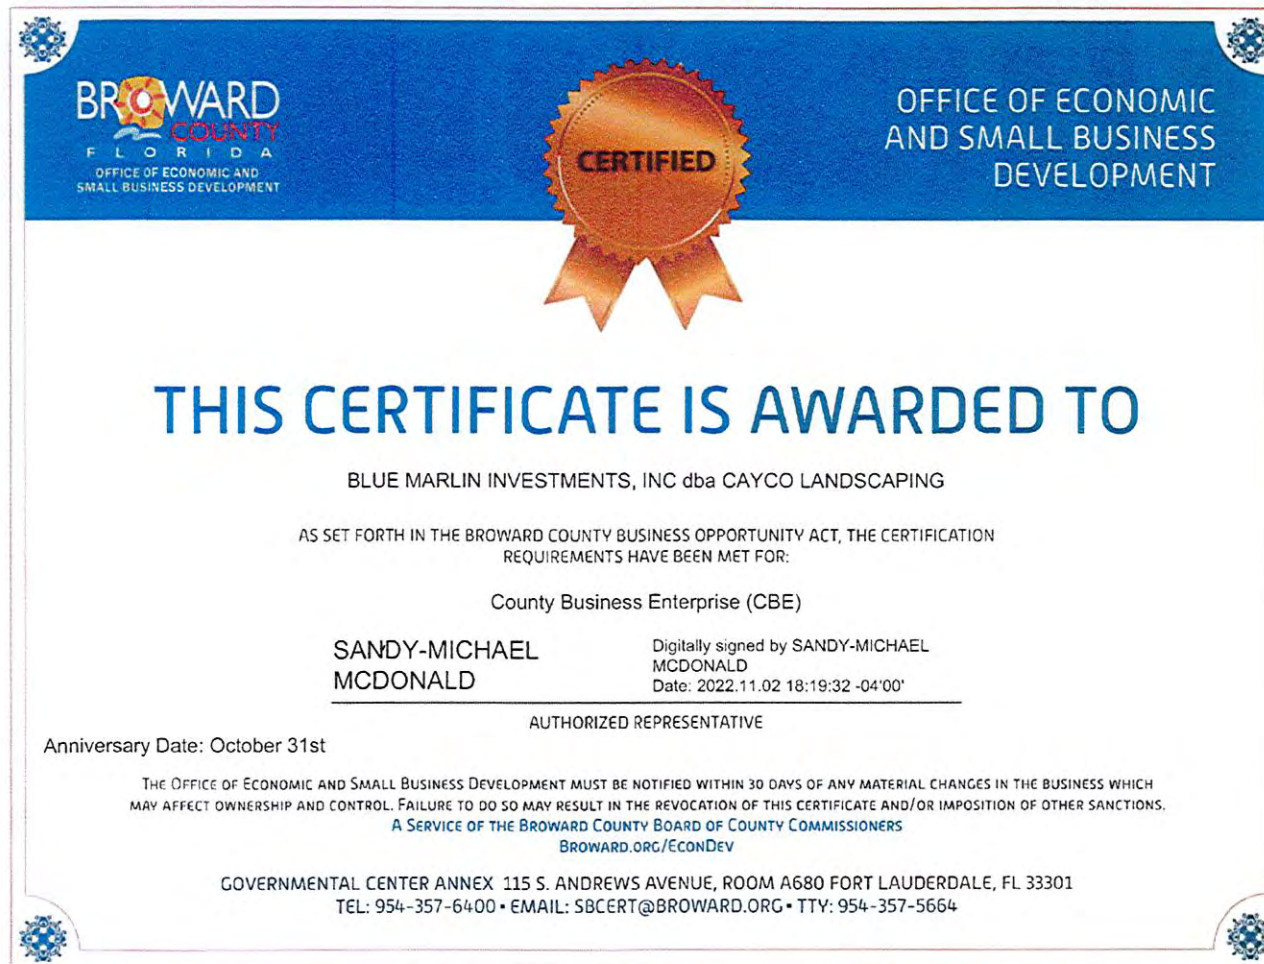 BROWARD
COUNTY
FLORIDA
OFFICE OF ECONOMIC AND
SMALL BUSINESS DEVELOPMENT
CERTIFIED
OFFICE OF ECONOMIC
AND SMALL BUSINESS
DEVELOPMENT
THIS CERTIFICATE IS AWARDED TO
BLUE MARLIN INVESTMENTS, INC dba CAYCO LANDSCAPING
AS SET FORTH IN THE BROWARD COUNTY BUSINESS OPPORTUNITY ACT, THE CERTIFICATION
REQUIREMENTS HAVE BEEN MET FOR:
County Business Enterprise (CBE)
SANDY-MICHAEL
MCDONALD
Digitally signed by SANDY-MICHAEL
MCDONALD
Date: 2022.11.02 18:19:32 -04'00'
AUTHORIZED REPRESENTATIVE
Anniversary Date: October 31st
THE OFFICE OF ECONOMIC AND SMALL BUSINESS DEVELOPMENT MUST BE NOTIFIED WITHIN 30 DAYS OF ANY MATERIAL CHANGES IN THE BUSINESS WHICH
MAY AFFECT OWNERSHIP AND CONTROL. FAILURE TO DO SO MAY RESULT IN THE REVOCATION OF THIS CERTIFICATE AND/OR IMPOSITION OF OTHER SANCTIONS.
A SERVICE OF THE BROWARD COUNTY BOARD OF COUNTY COMMISSIONERS
BROWARD.ORG/ECONDEV
GOVERNMENTAL CENTER ANNEX 115 S. ANDREWS AVENUE, ROOM A680 FORT LAUDERDALE, FL 33301
TEL: 954-357-6400 • EMAIL: SBCERT@BROWARD.ORG • TTY: 954-357-5664